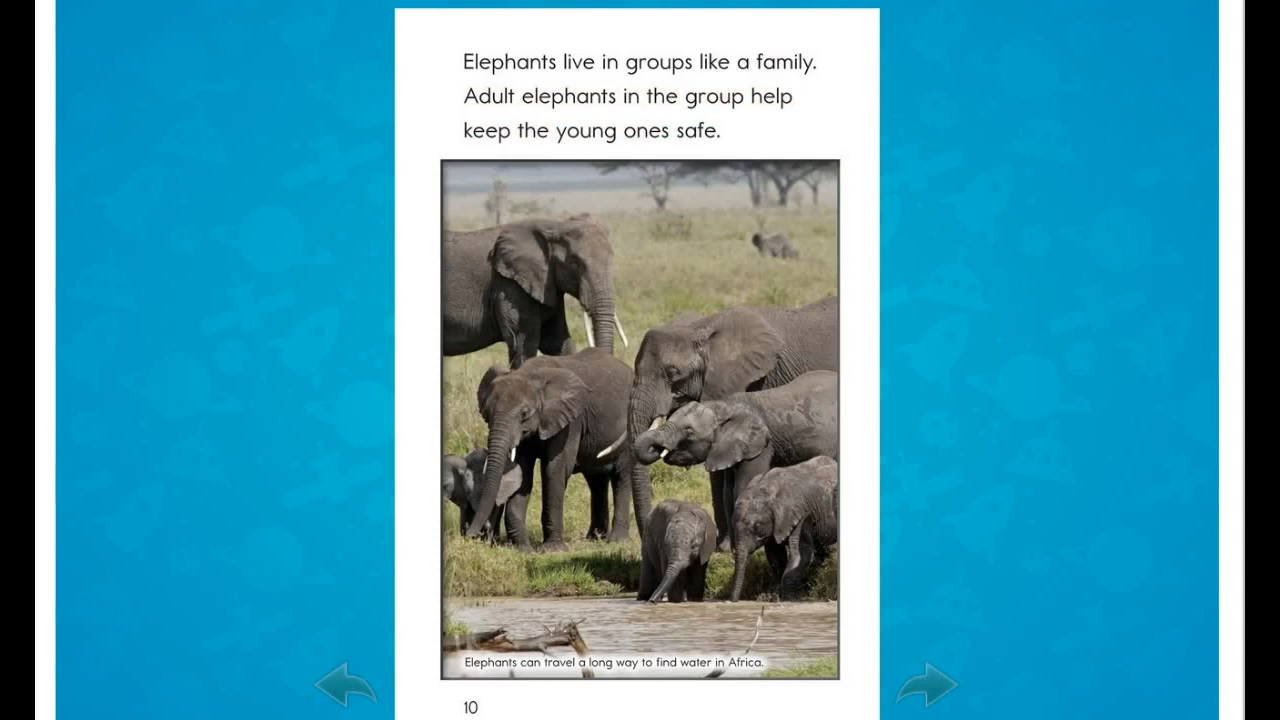 Elephants live in groups like a family.
Adult elephants in the group help
keep the young ones safe.
Elephants can travel a long way to find water in Africa.
10